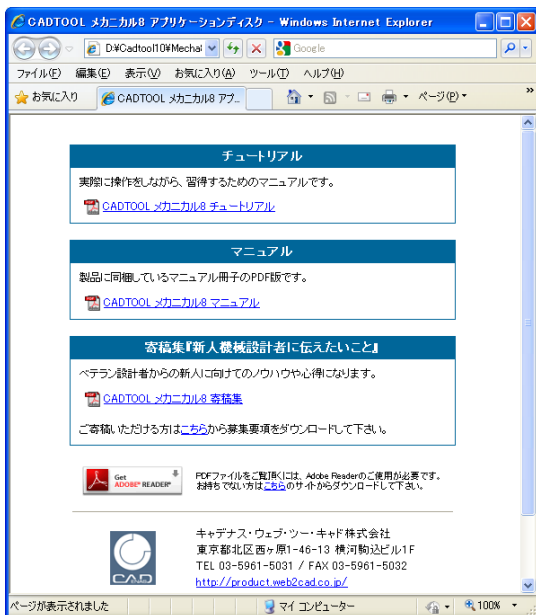 CADTOOL メカニカル8 アプリケーションディスク - Windows Internet Explorer
D:¥Cadtool10¥Mechal
Google
ファイル(F) 編集(E) 表示(V) お気に入り(A) ツール(T) ヘルプ(H)
お気に入り CADTOOL メカニカル8 アプ... ページ(P) »
チュートリアル
実際に操作をしながら、習得するためのマニュアルです。
CADTOOL メカニカル8 チュートリアル
マニュアル
製品に同梱しているマニュアル冊子のPDF版です。
CADTOOL メカニカル8 マニュアル
寄稿集『新人機械設計者に伝えたいこと』
ベテラン設計者からの新人に向けてのノウハウや心得になります。
CADTOOL メカニカル8 寄稿集
ご寄稿いただける方はこちらから募集要項をダウンロードして下さい。
Get
ADOBE® READER®
PDFファイルをご覧頂くには、Adobe Readerのご使用が必要です。
お持ちでない方はこちらのサイトからダウンロードして下さい。
キャデナス・ウェブ・ツー・キャド株式会社
東京都北区西ヶ原1-46-13 横河駒込ビル1F
TEL 03-5961-5031 / FAX 03-5961-5032
http://product.web2cad.co.jp/
CAD
ページが表示されました マイ コンピューター 100%